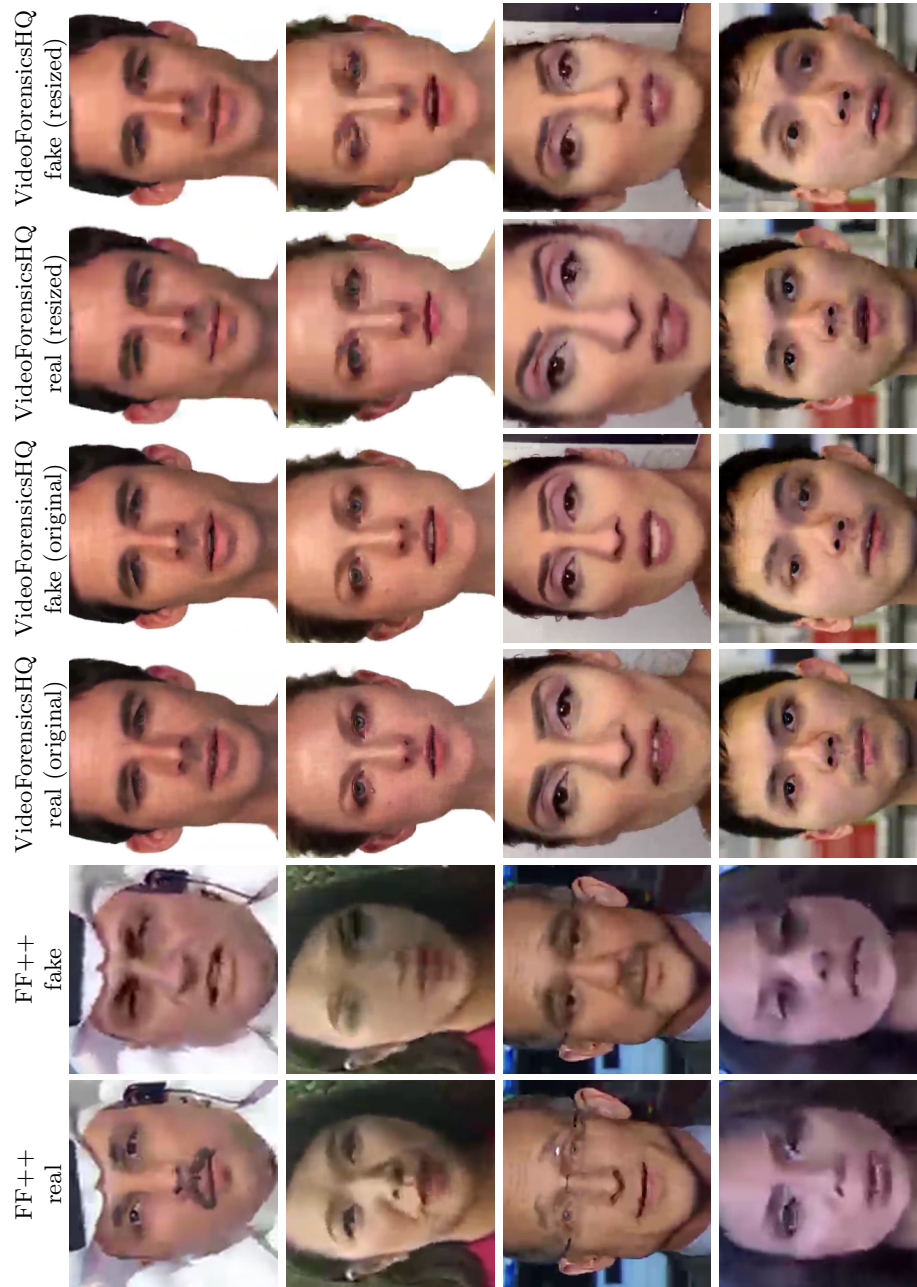 VideoForensicsHQ
fake (resized)
VideoForensicsHQ
real (resized)
VideoForensicsHQ
fake (original)
VideoForensicsHQ
real (original)
FF++
fake
FF++
real